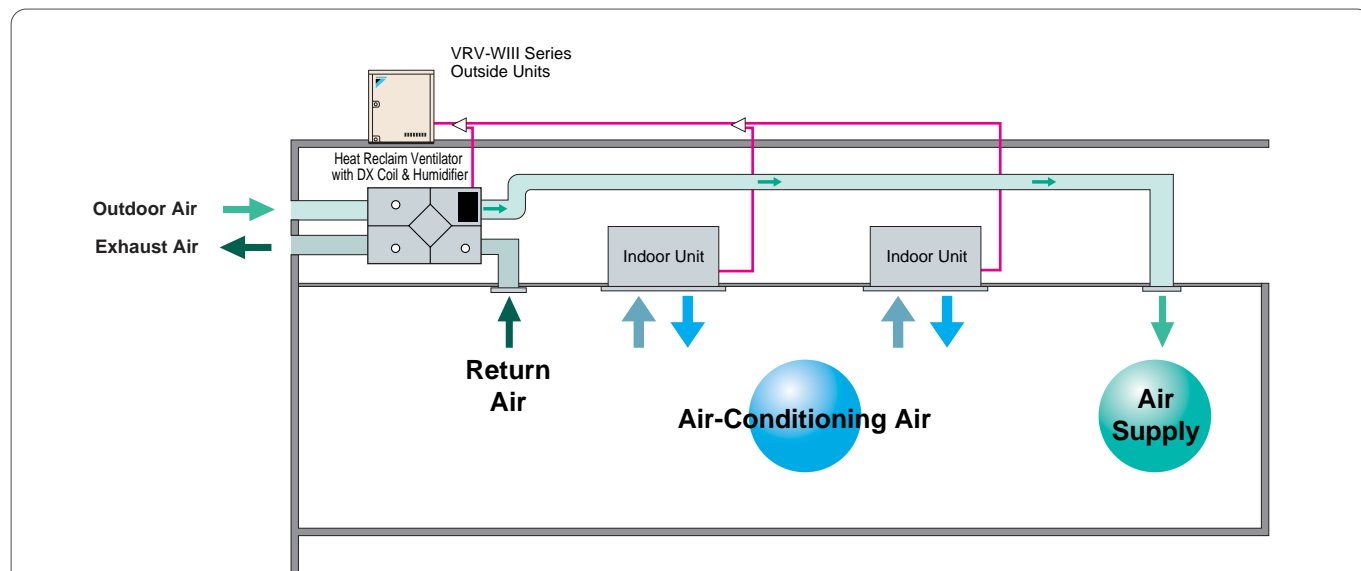 VRV-WIII Series
Outside Units
Heat Reclaim Ventilator
with DX Coil & Humidifier
Outdoor Air
Exhaust Air
Indoor Unit
Indoor Unit
Return
Air
Air-Conditioning Air
Air
Supply